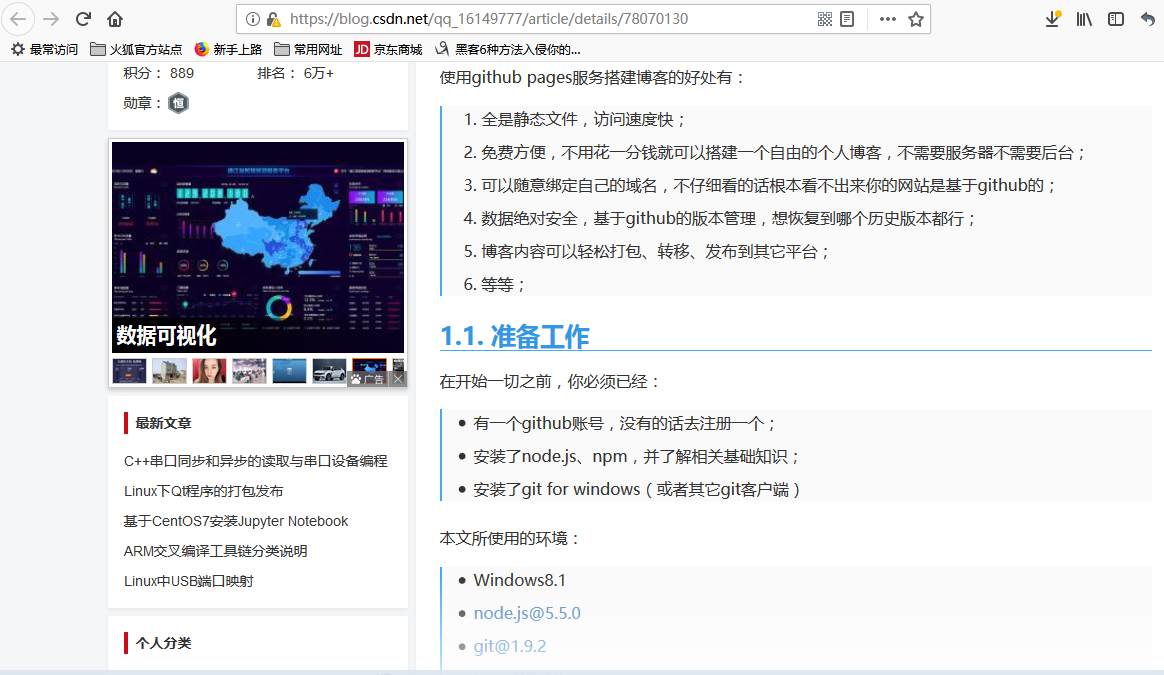 https://blog.csdn.net/qq_16149777/article/details/78070130
最常访问 火狐官方站点 新手上路 常用网址 JD 京东商城 黑客6种方法入侵你的...
积分： 889 排名： 6万+
勋章： 恒
数据可视化
广告
最新文章
C++串口同步和异步的读取与串口设备编程
Linux下Qt程序的打包发布
基于CentOS7安装Jupyter Notebook
ARM交叉编译工具链分类说明
Linux中USB端口映射
个人分类
使用github pages服务搭建博客的好处有：
1. 全是静态文件，访问速度快；
2. 免费方便，不用花一分钱就可以搭建一个自由的个人博客，不需要服务器不需要后台；
3. 可以随意绑定自己的域名，不仔细看的话根本看不出来你的网站是基于github的；
4. 数据绝对安全，基于github的版本管理，想恢复到哪个历史版本都行；
5. 博客内容可以轻松打包、转移、发布到其它平台；
6. 等等；
1.1. 准备工作
在开始一切之前，你必须已经：
• 有一个github账号，没有的话去注册一个；
• 安装了node.js、npm，并了解相关基础知识；
• 安装了git for windows（或者其它git客户端）
本文所使用的环境：
• Windows8.1
• node.js@5.5.0
• git@1.9.2